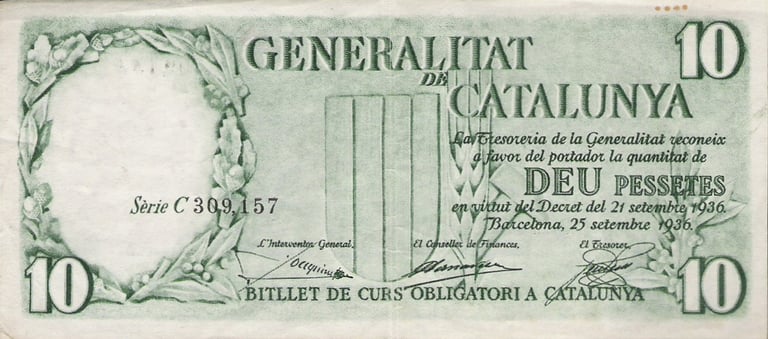 10
GENERALITAT
DE
CATALUNYA
La Tresoreria de la Generalitat reconeix
a favor del portador la quantitat de
DEU PESSETES
en virtut del Decret del 21 setembre 1936.
Barcelona, 25 setembre 1936.
Sèrie C 309,157
L'Interventor General, El Conseller de Finances, El Tresorer,
10 BITLLET DE CURS OBLIGATORI A CATALUNYA 10